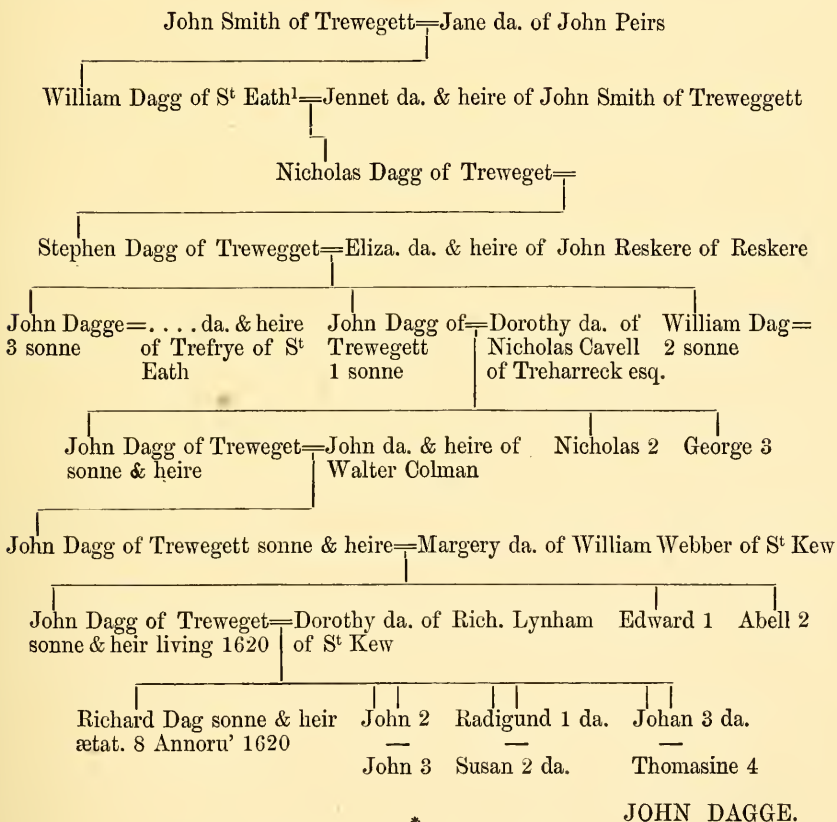 John Smith of Trewegett=Jane da. of John Peirs
William Dagg of Sᵗ Eath¹=Jennet da. & heire of John Smith of Treweggett
Nicholas Dagg of Treweget=
Stephen Dagg of Trewegget=Eliza. da. & heire of John Reskere of Reskere
John Dagge=. . . . da. & heire John Dagg of=Dorothy da. of William Dag=
3 sonne of Trefrye of Sᵗ Trewegett Nicholas Cavell 2 sonne
Eath 1 sonne of Treharreck esq.
John Dagg of Treweget=John da. & heire of Nicholas 2 George 3
sonne & heire Walter Colman
John Dagg of Trewegett sonne & heire=Margery da. of William Webber of Sᵗ Kew
John Dagg of Treweget=Dorothy da. of Rich. Lynham Edward 1 Abell 2
sonne & heir living 1620 of Sᵗ Kew
Richard Dag sonne & heir John 2 Radigund 1 da. Johan 3 da.
ætat. 8 Annoru' 1620
John 3 Susan 2 da. Thomasine 4
JOHN DAGGE.
*